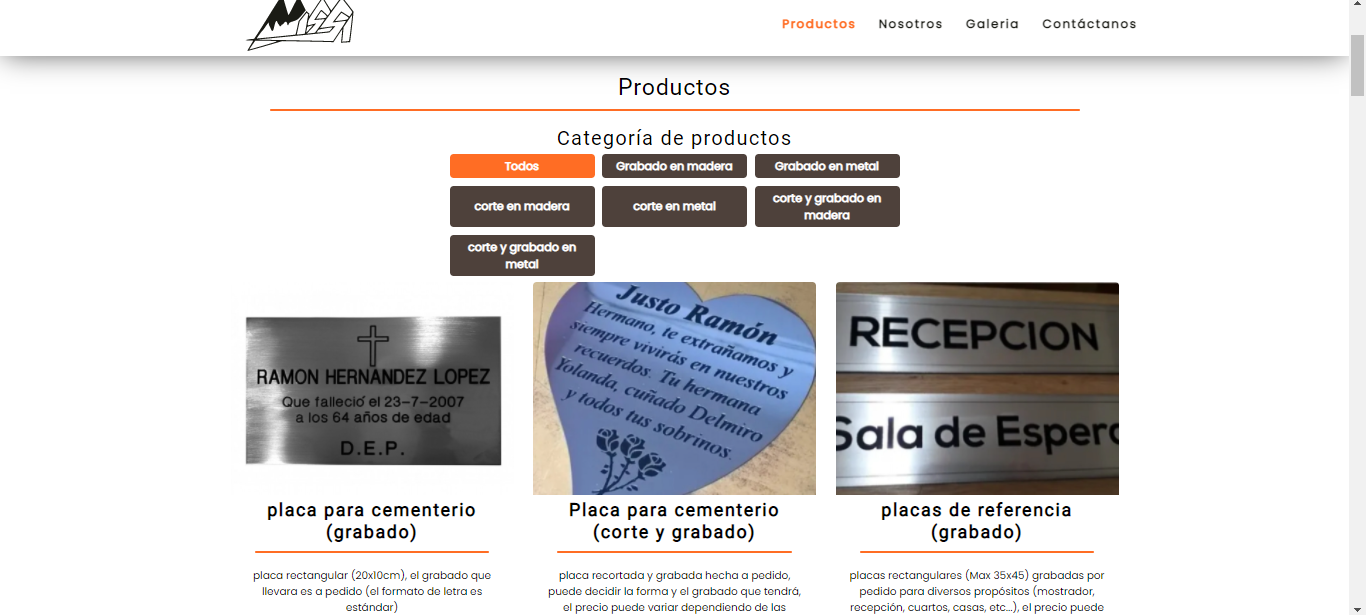 Missi
Productos
Nosotros
Galeria
Contáctanos
Productos
Categoría de productos
Todos
Grabado en madera
Grabado en metal
corte en madera
corte en metal
corte y grabado en
madera
corte y grabado en
metal
RAMON HERNANDEZ LOPEZ
Que falleció el 23-7-2007
a los 64 años de edad
D.E.P.
Justo Ramón
Hermano, te extrañamos y
siempre vivirás en nuestros
recuerdos. Tu hermana
Yolanda, cuñado Delmiro
y todos tus sobrinos.
RECEPCION
Sala de Espera
placa para cementerio
(grabado)
placa rectangular (20x10cm), el grabado que
llevara es a pedido (el formato de letra es
estándar)
Placa para cementerio
(corte y grabado)
placa recortada y grabada hecha a pedido,
puede decidir la forma y el grabado que tendrá,
el precio puede variar dependiendo de las
placas de referencia
(grabado)
placas rectangulares (Max 35x45) grabadas por
pedido para diversos propósitos (mostrador,
recepción, cuartos, casas, etc...), el precio puede